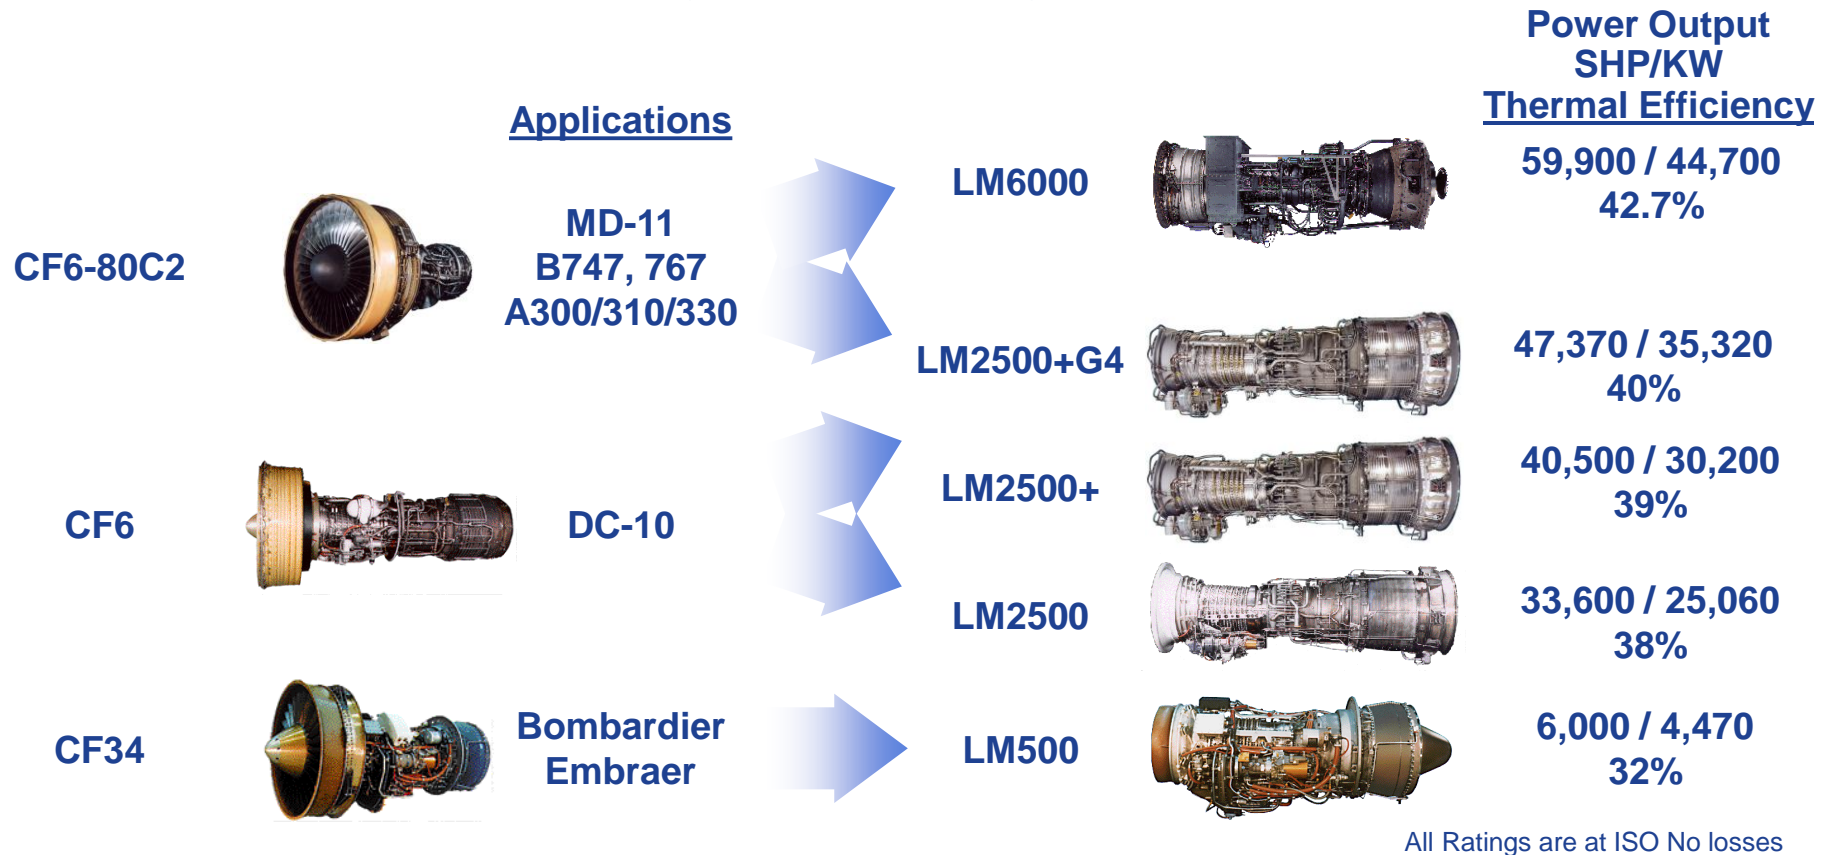 Power Output
SHP/KW
Thermal Efficiency
Applications
CF6-80C2
MD-11
B747, 767
A300/310/330
LM6000
59,900 / 44,700
42.7%
LM2500+G4
47,370 / 35,320
40%
CF6
DC-10
LM2500+
40,500 / 30,200
39%
LM2500
33,600 / 25,060
38%
CF34
Bombardier
Embraer
LM500
6,000 / 4,470
32%
All Ratings are at ISO No losses